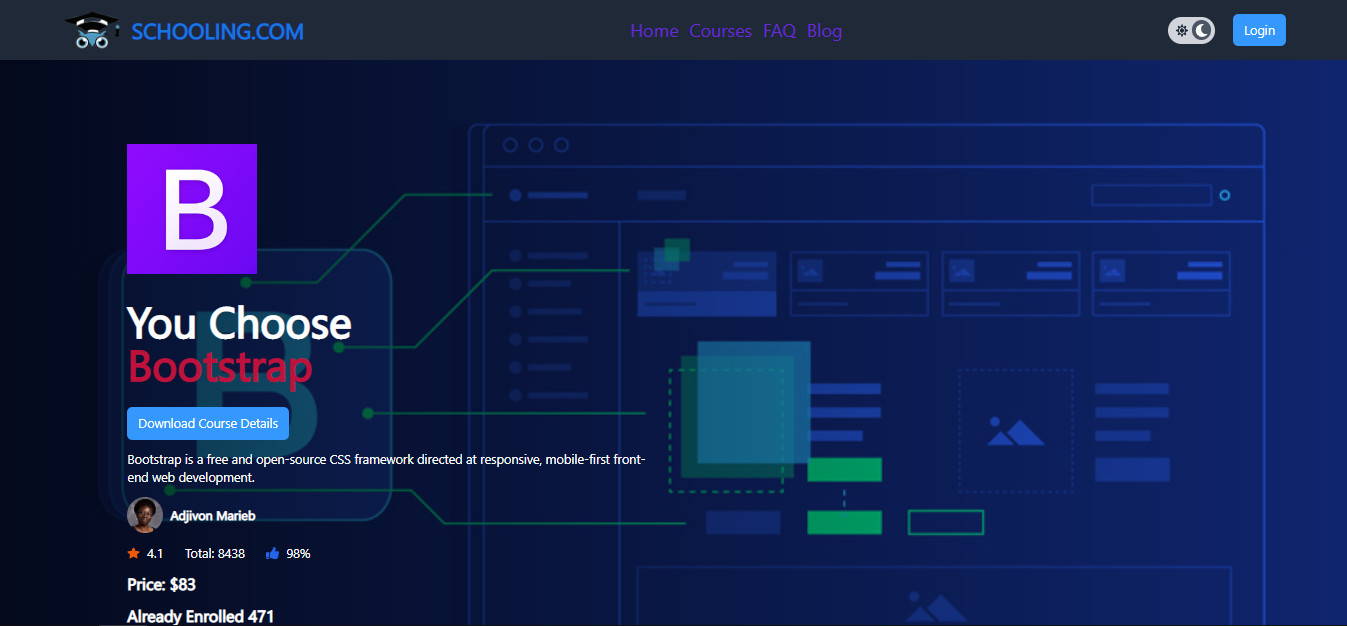 SCHOOLING.COM
Home Courses FAQ Blog
Login
B
You Choose
Bootstrap
Download Course Details
Bootstrap is a free and open-source CSS framework directed at responsive, mobile-first front-
end web development.
Adjivon Marieb
4.1 Total: 8438 98%
Price: $83
Already Enrolled 471
B